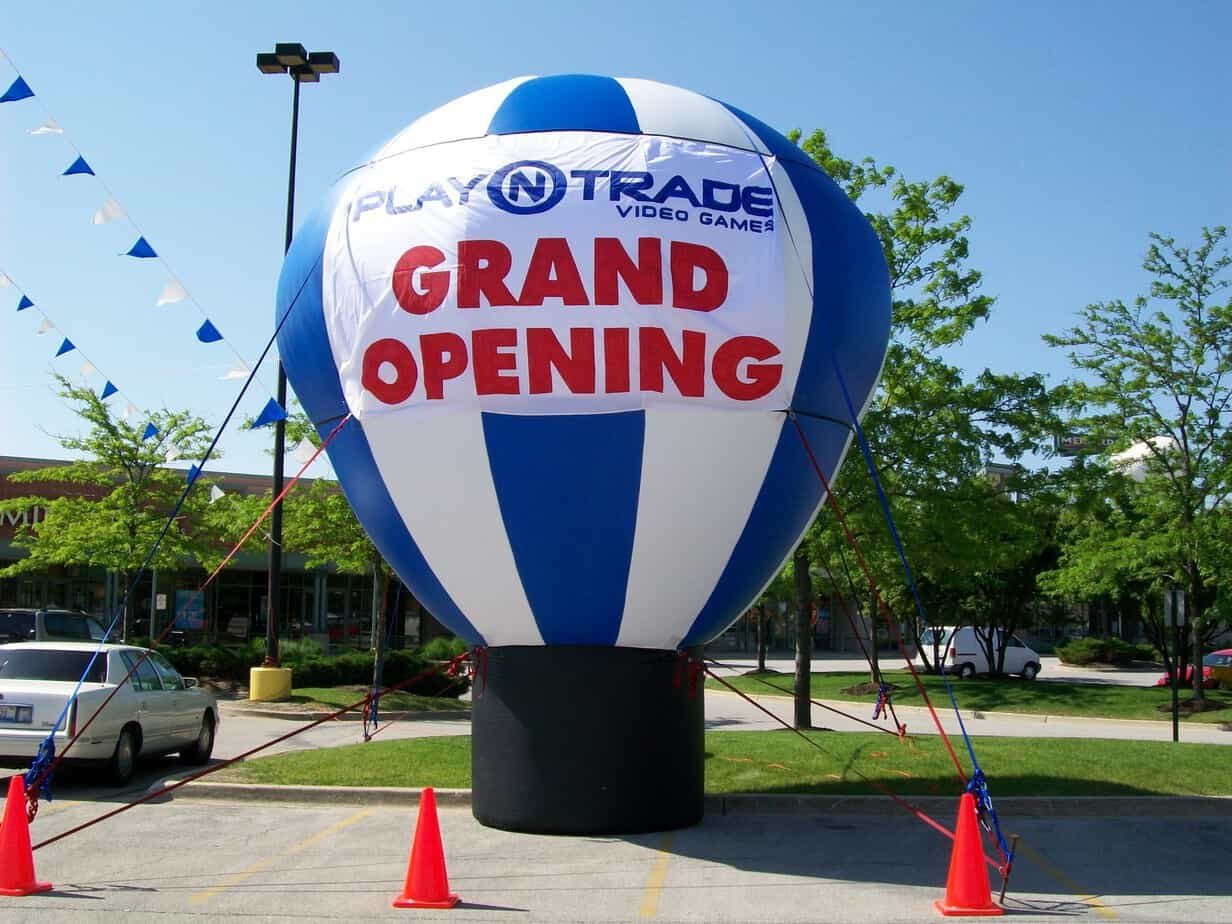 PLAY N TRADE
VIDEO GAMES
GRAND
OPENING